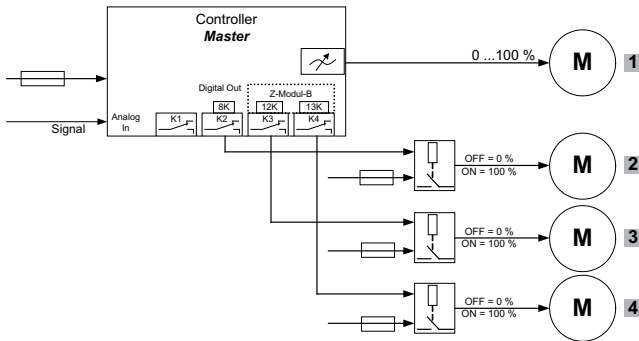 Controller
Master
0 ...100 %
M
1
Digital Out
Z-Modul-B
8K
12K
13K
Signal
Analog
In
K1
K2
K3
K4
OFF = 0 %
ON = 100 %
M
2
OFF = 0 %
ON = 100 %
M
3
OFF = 0 %
ON = 100 %
M
4